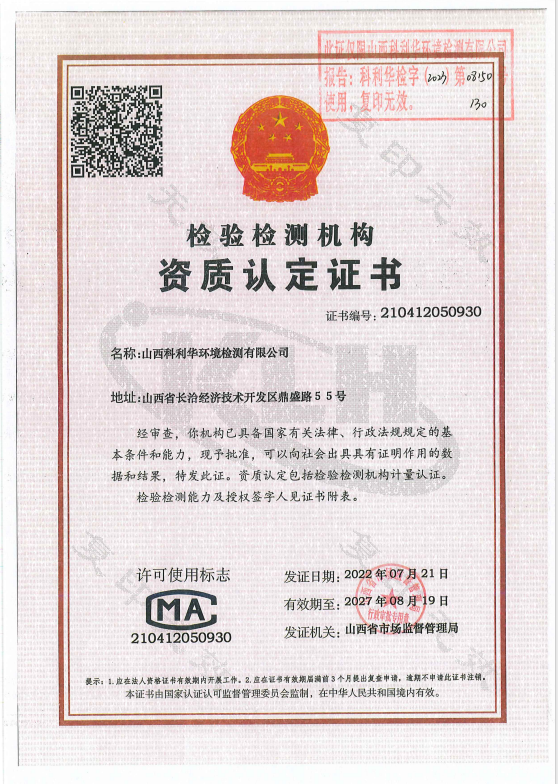 此证仅限山西科利华环境检测有限公司
报告：科利华检字（2023）第08150号
130
使用，复印无效。
检验检测机构
资质认定证书
证书编号：210412050930
名称：山西科利华环境检测有限公司
地址：山西省长治经济技术开发区鼎盛路５５号
经审查，你机构已具备国家有关法律、行政法规规定的基
本条件和能力，现予批准，可以向社会出具具有证明作用的数
据和结果，特发此证。资质认定包括检验检测机构计量认证。
检验检测能力及授权签字人见证书附表。
许可使用标志
MA
210412050930
发证日期：2022年07月21日
有效期至：2027年08月19日
发证机关：山西省市场监督管理局
行政审批专用章
提示：1.应在法人资格证书有效期内开展工作。2.应在证书有效期届满前3个月提出复查申请，逾期不申请此证书注销。
本证书由国家认证认可监督管理委员会监制，在中华人民共和国境内有效。
复印无效
KLH
复印无效
复印无效